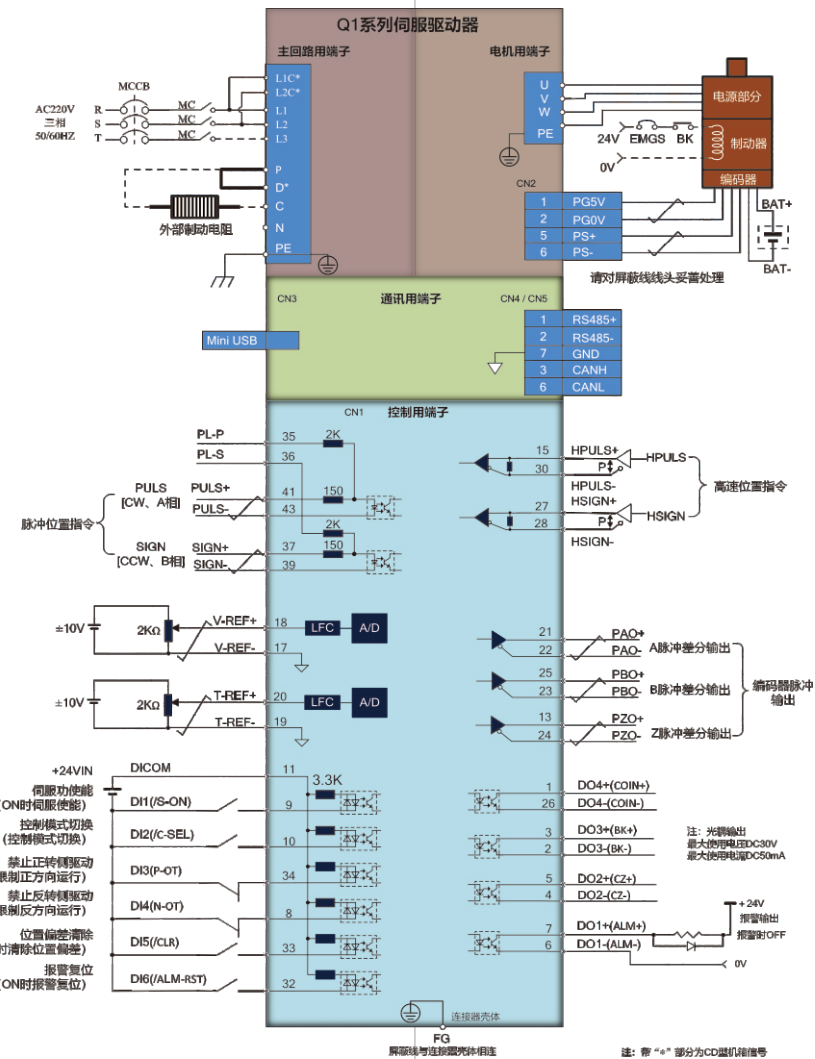 Q1系列伺服驱动器
主回路用端子
电机用端子
MCCB
AC220V
三相
50/60HZ
R
S
T
MC
MC
MC
L1C*
L2C*
L1
L2
L3
P
D*
C
N
PE
外部制动电阻
U
V
W
PE
电源部分
制动器
编码器
24V
EMGS
BK
0V
CN2
1 PG5V
2 PG0V
5 PS+
6 PS-
BAT+
BAT-
请对屏蔽线线头妥善处理
CN3
通讯用端子
CN4 / CN5
Mini USB
1 RS485+
2 RS485-
7 GND
3 CANH
6 CANL
CN1
控制用端子
PL-P 35 2K
PL-S 36
PULS
[CW、A相]
PULS+ 41 150
PULS- 43
脉冲位置指令
2K
SIGN
[CCW、B相]
SIGN+ 37 150
SIGN- 39
15 HPULS+
30
HPULS-
P
HPULS
27 HSIGN+
28
HSIGN-
P
HSIGN
高速位置指令
±10V
2KΩ
V-REF+ 18 LFC A/D
V-REF- 17
±10V
2KΩ
T-REF+ 20 LFC A/D
T-REF- 19
21 PAO+
22 PAO-
A脉冲差分输出
25 PBO+
23 PBO-
B脉冲差分输出
13 PZO+
24 PZO-
Z脉冲差分输出
编码器脉冲
输出
+24VIN
DICOM 11
3.3K
伺服功使能
(ON时伺服使能)
DI1(/S-ON) 9
控制模式切换
(控制模式切换)
DI2(/C-SEL) 10
禁止正转侧驱动
限制正方向运行)
DI3(P-OT) 34
禁止反转侧驱动
限制反方向运行)
DI4(N-OT) 8
位置偏差清除
时清除位置偏差)
DI5(/CLR) 33
报警复位
(ON时报警复位)
DI6(/ALM-RST) 32
1 DO4+(COIN+)
26 DO4-(COIN-)
3 DO3+(BK+)
2 DO3-(BK-)
注：光耦输出
最大使用电压DC30V
最大使用电流DC50mA
5 DO2+(CZ+)
4 DO2-(CZ-)
7 DO1+(ALM+)
6 DO1-(ALM-)
+24V
报警输出
报警时OFF
0V
连接器壳体
FG
屏蔽线与连接器壳体相连
注：带“*”部分为CD型机箱信号